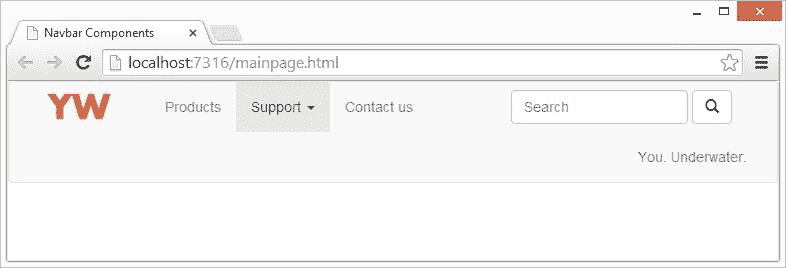 Navbar Components
localhost:7316/mainpage.html
YW Products Support Contact us Search
You. Underwater.